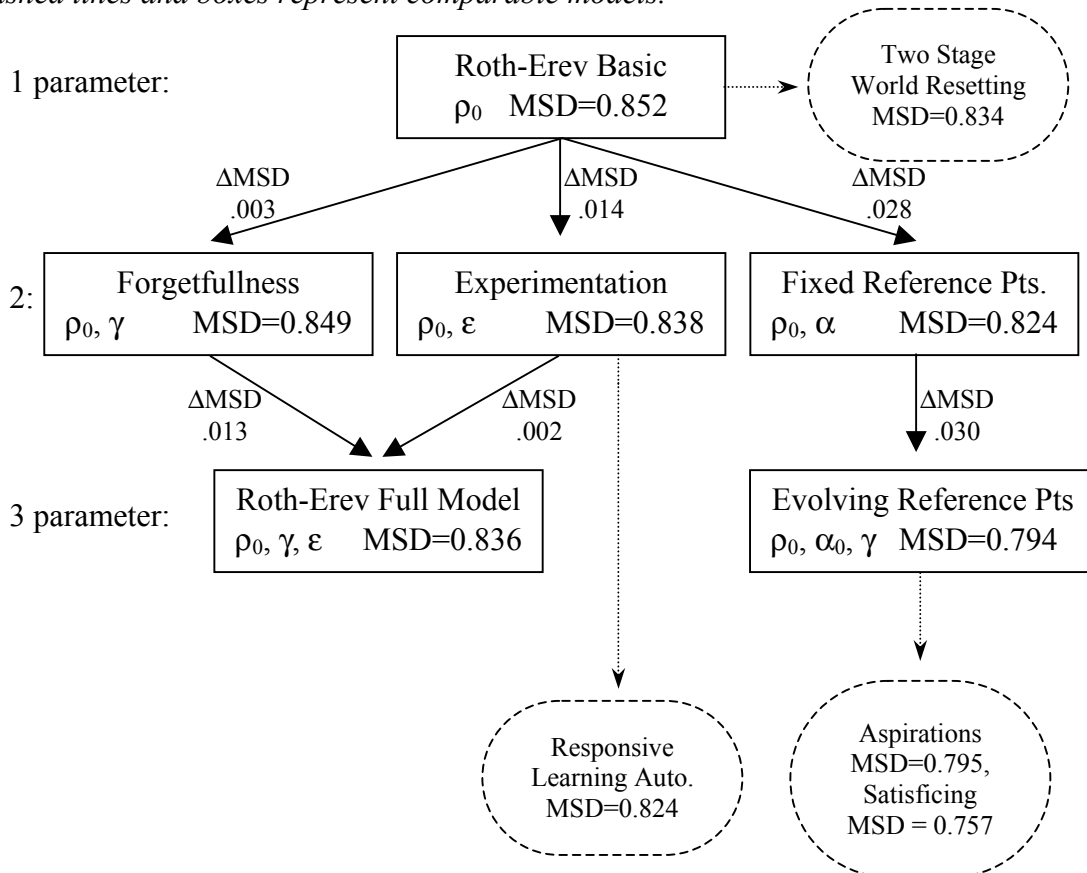 shed lines and boxes represent comparable models.
1 parameter:
Roth-Erev Basic
ρ₀ MSD=0.852
Two Stage
World Resetting
MSD=0.834
ΔMSD
.003
ΔMSD
.014
ΔMSD
.028
2:
Forgetfullness
ρ₀, γ MSD=0.849
Experimentation
ρ₀, ε MSD=0.838
Fixed Reference Pts.
ρ₀, α MSD=0.824
ΔMSD
.013
ΔMSD
.002
ΔMSD
.030
3 parameter:
Roth-Erev Full Model
ρ₀, γ, ε MSD=0.836
Evolving Reference Pts
ρ₀, α₀, γ MSD=0.794
Responsive
Learning Auto.
MSD=0.824
Aspirations
MSD=0.795,
Satisficing
MSD = 0.757